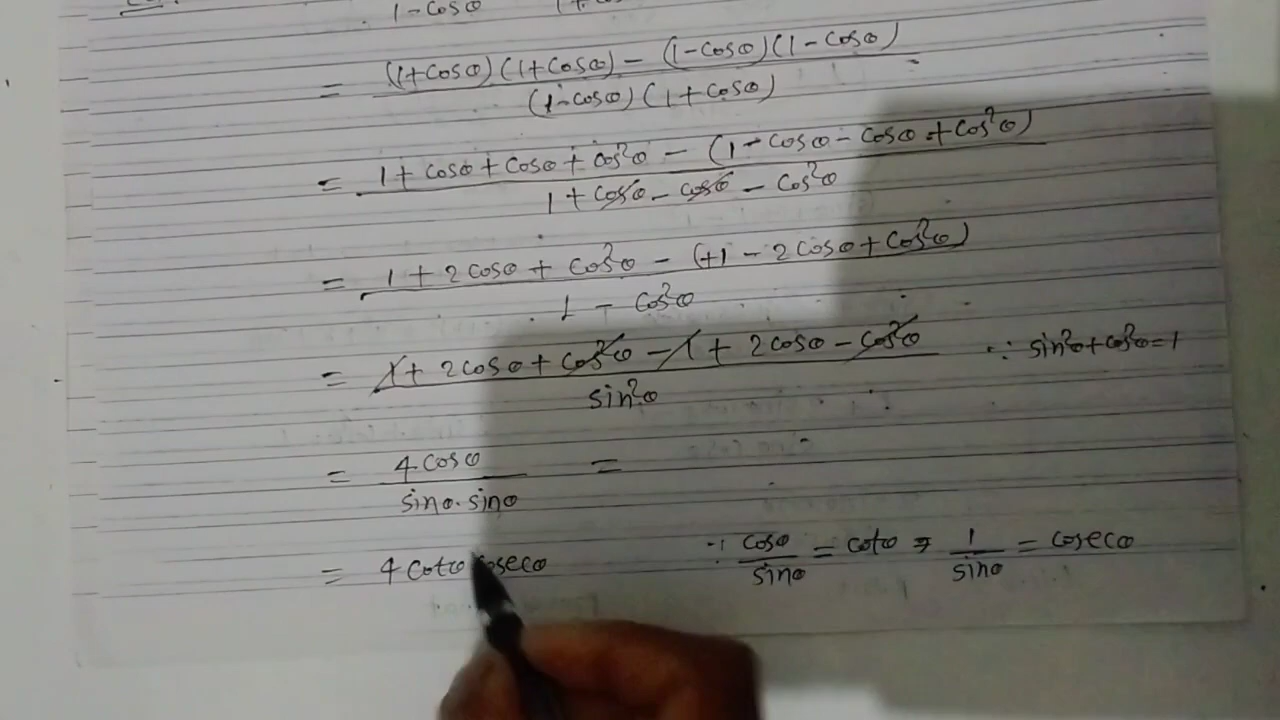 1 - cosθ
= (1+cosθ)(1+cosθ) - (1-cosθ)(1-cosθ) / (1-cosθ)(1+cosθ)
= 1 + cosθ + cosθ + cos²θ - (1 - cosθ - cosθ + cos²θ) / 1 + cosθ - cosθ - cos²θ
= 1 + 2cosθ + cos²θ - (+1 - 2cosθ + cos²θ) / 1 - cos²θ
= 1 + 2cosθ + cos²θ - 1 + 2cosθ - cos²θ / sin²θ ∵ sin²θ + cos²θ = 1
= 4cosθ / sinθ·sinθ =
= 4cotθ cosecθ ∵ cosθ / sinθ = cotθ ⇒ 1 / sinθ = cosecθ